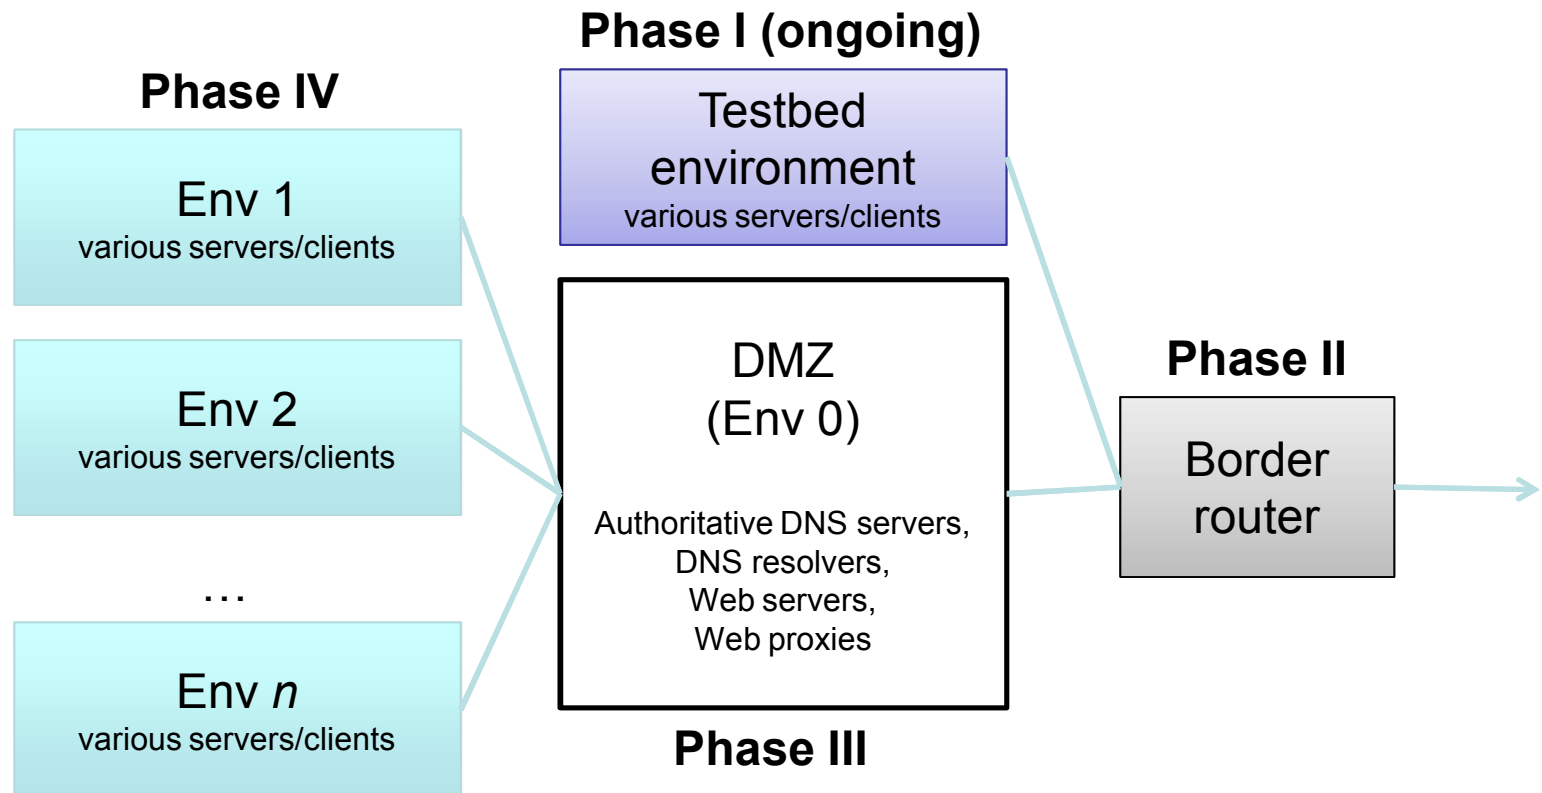 Phase I (ongoing)
Testbed
environment
various servers/clients
Phase IV
Env 1
various servers/clients
Env 2
various servers/clients
…
Env n
various servers/clients
DMZ
(Env 0)
Authoritative DNS servers,
DNS resolvers,
Web servers,
Web proxies
Phase III
Phase II
Border
router